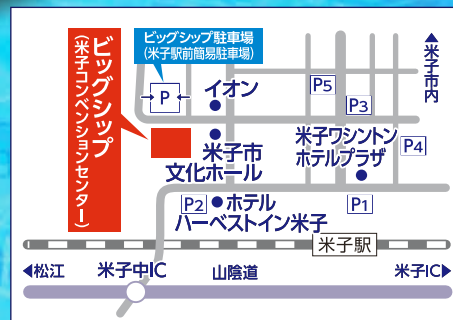 ビッグシップ
（米子コンベンションセンター）
ビッグシップ駐車場
（米子駅前簡易駐車場）
▲米子市内
P
イオン
P5
P3
P4
米子市
文化ホール
米子ワシントン
ホテルプラザ
P2
ホテル
ハーベストイン米子
P1
米子駅
◀松江
米子中IC
山陰道
米子IC▶